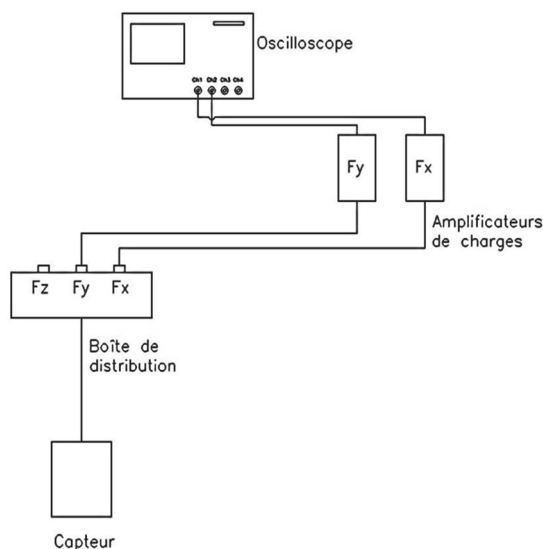 Oscilloscope
Ch1 Ch2 Ch3 Ch4
Fy Fx
Amplificateurs
de charges
Fz Fy Fx
Boîte de
distribution
Capteur